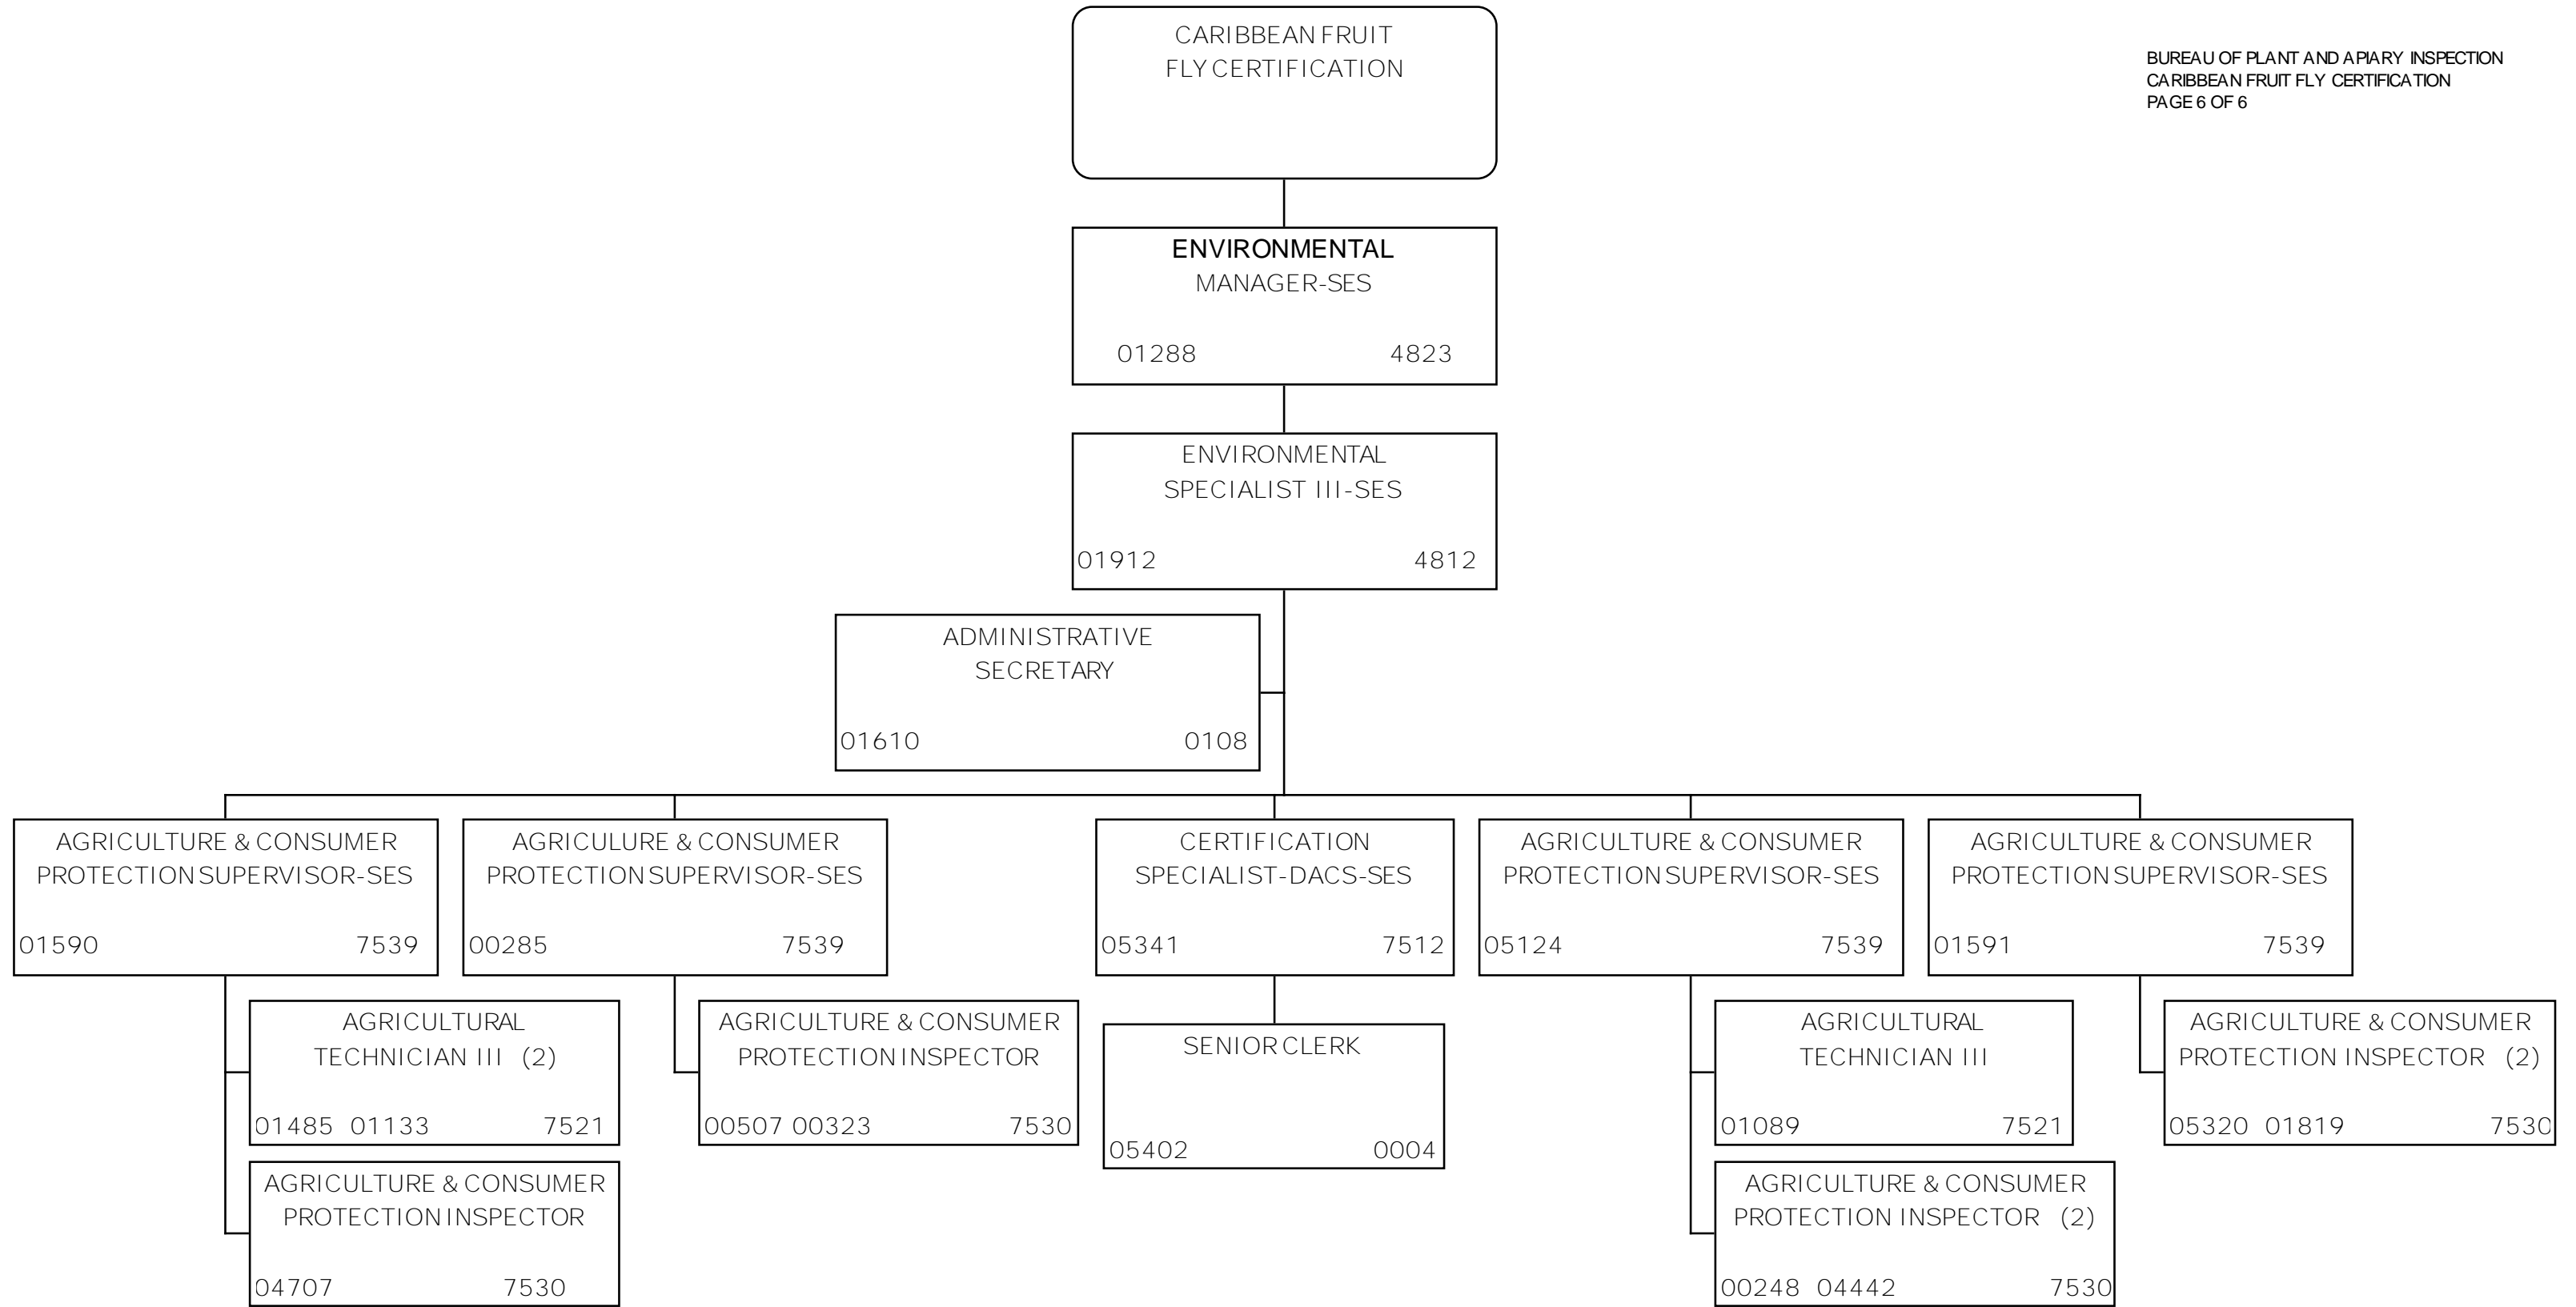 CARIBBEAN FRUIT
FLY CERTIFICATION
BUREAU OF PLANT AND APIARY INSPECTION
CARIBBEAN FRUIT FLY CERTIFICATION
PAGE 6 OF 6
ENVIRONMENTAL
MANAGER-SES
01288 4823
ENVIRONMENTAL
SPECIALIST III-SES
01912 4812
ADMINISTRATIVE
SECRETARY
01610 0108
AGRICULTURE & CONSUMER
PROTECTION SUPERVISOR-SES
01590 7539
AGRICULURE & CONSUMER
PROTECTION SUPERVISOR-SES
00285 7539
CERTIFICATION
SPECIALIST-DACS-SES
05341 7512
AGRICULTURE & CONSUMER
PROTECTION SUPERVISOR-SES
05124 7539
AGRICULTURE & CONSUMER
PROTECTION SUPERVISOR-SES
01591 7539
AGRICULTURAL
TECHNICIAN III (2)
01485 01133 7521
AGRICULTURE & CONSUMER
PROTECTION INSPECTOR
00507 00323 7530
SENIOR CLERK
05402 0004
AGRICULTURAL
TECHNICIAN III
01089 7521
AGRICULTURE & CONSUMER
PROTECTION INSPECTOR (2)
05320 01819 7530
AGRICULTURE & CONSUMER
PROTECTION INSPECTOR
04707 7530
AGRICULTURE & CONSUMER
PROTECTION INSPECTOR (2)
00248 04442 7530